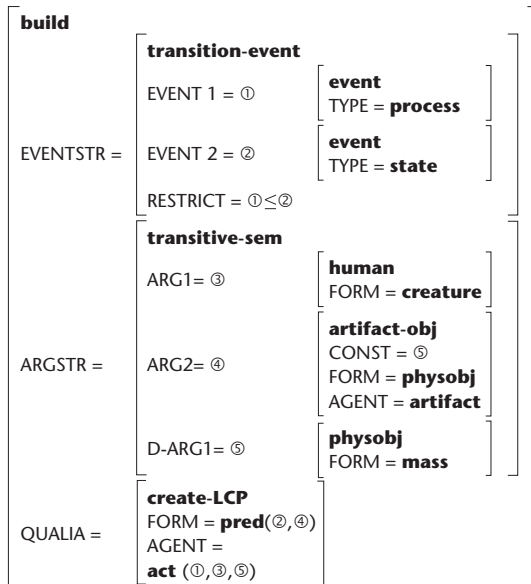 build
transition-event
EVENT 1 = ① event
TYPE = process
EVENTSTR = EVENT 2 = ② event
TYPE = state
RESTRICT = ①≤②
transitive-sem
ARG1= ③ human
FORM = creature
artifact-obj
ARGSTR = ARG2= ④ CONST = ⑤
FORM = physobj
AGENT = artifact
D-ARG1= ⑤ physobj
FORM = mass
create-LCP
QUALIA = FORM = pred(②,④)
AGENT =
act (①,③,⑤)